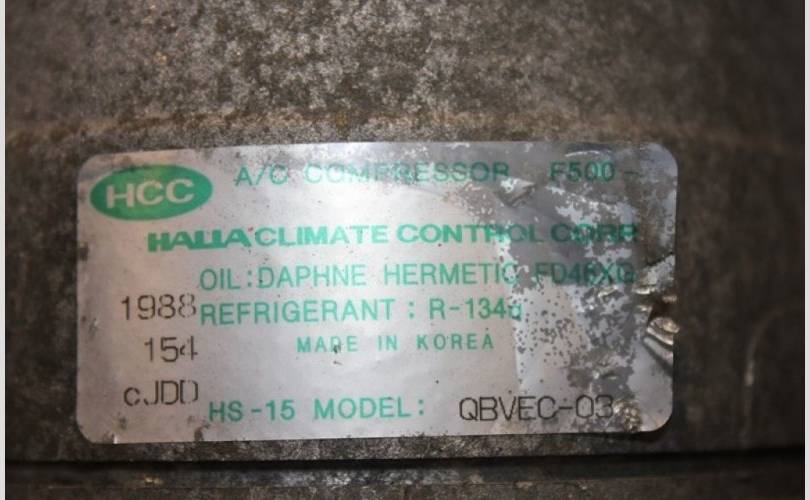 HCC
A/C COMPRESSOR F500-
HALLA CLIMATE CONTROL CORP
OIL:DAPHNE HERMETIC
1988
REFRIGERANT : R-134a
154
MADE IN KOREA
cJDD
HS-15 MODEL: QBVEC-03